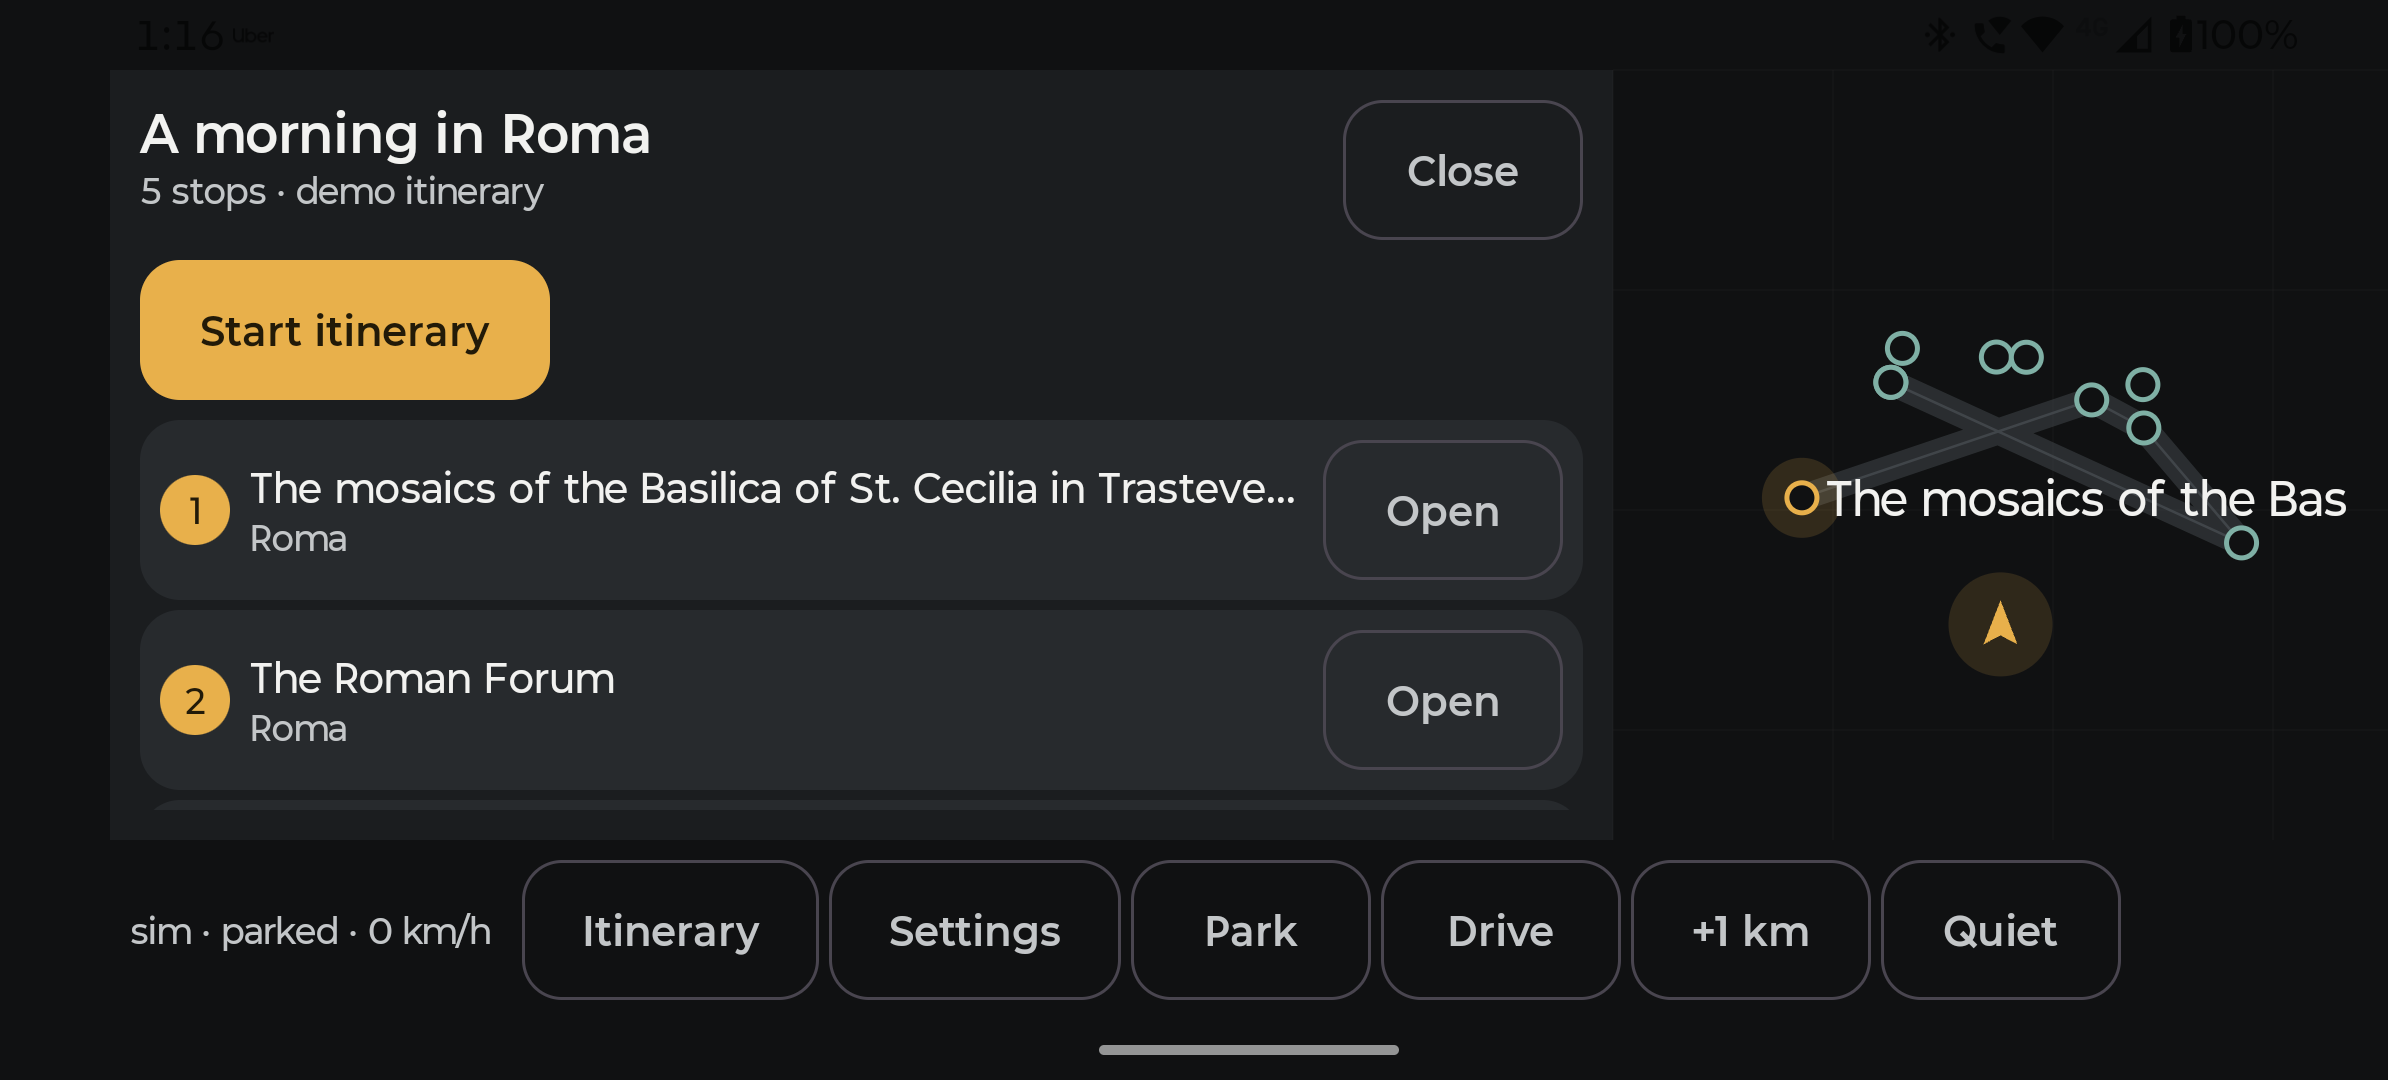 1:16 Uber 4G 100%
A morning in Roma
5 stops · demo itinerary
Close
Start itinerary
1
The mosaics of the Basilica of St. Cecilia in Trasteve...
Roma
Open
2
The Roman Forum
Roma
Open
The mosaics of the Bas
sim · parked · 0 km/h
Itinerary
Settings
Park
Drive
+1 km
Quiet